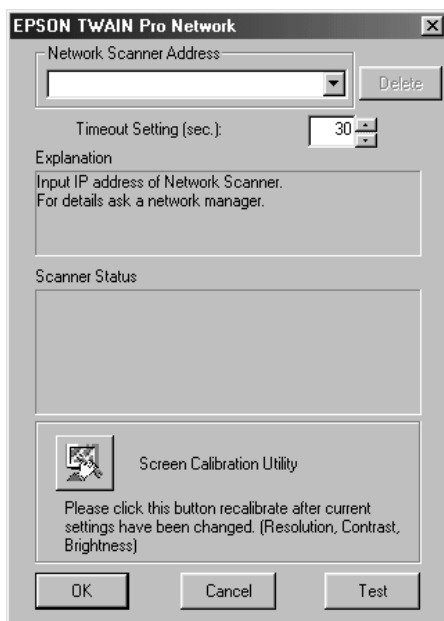 EPSON TWAIN Pro Network
Network Scanner Address
Delete
Timeout Setting (sec.): 30
Explanation
Input IP address of Network Scanner.
For details ask a network manager.
Scanner Status
Screen Calibration Utility
Please click this button recalibrate after current
settings have been changed. (Resolution, Contrast,
Brightness)
OK Cancel Test